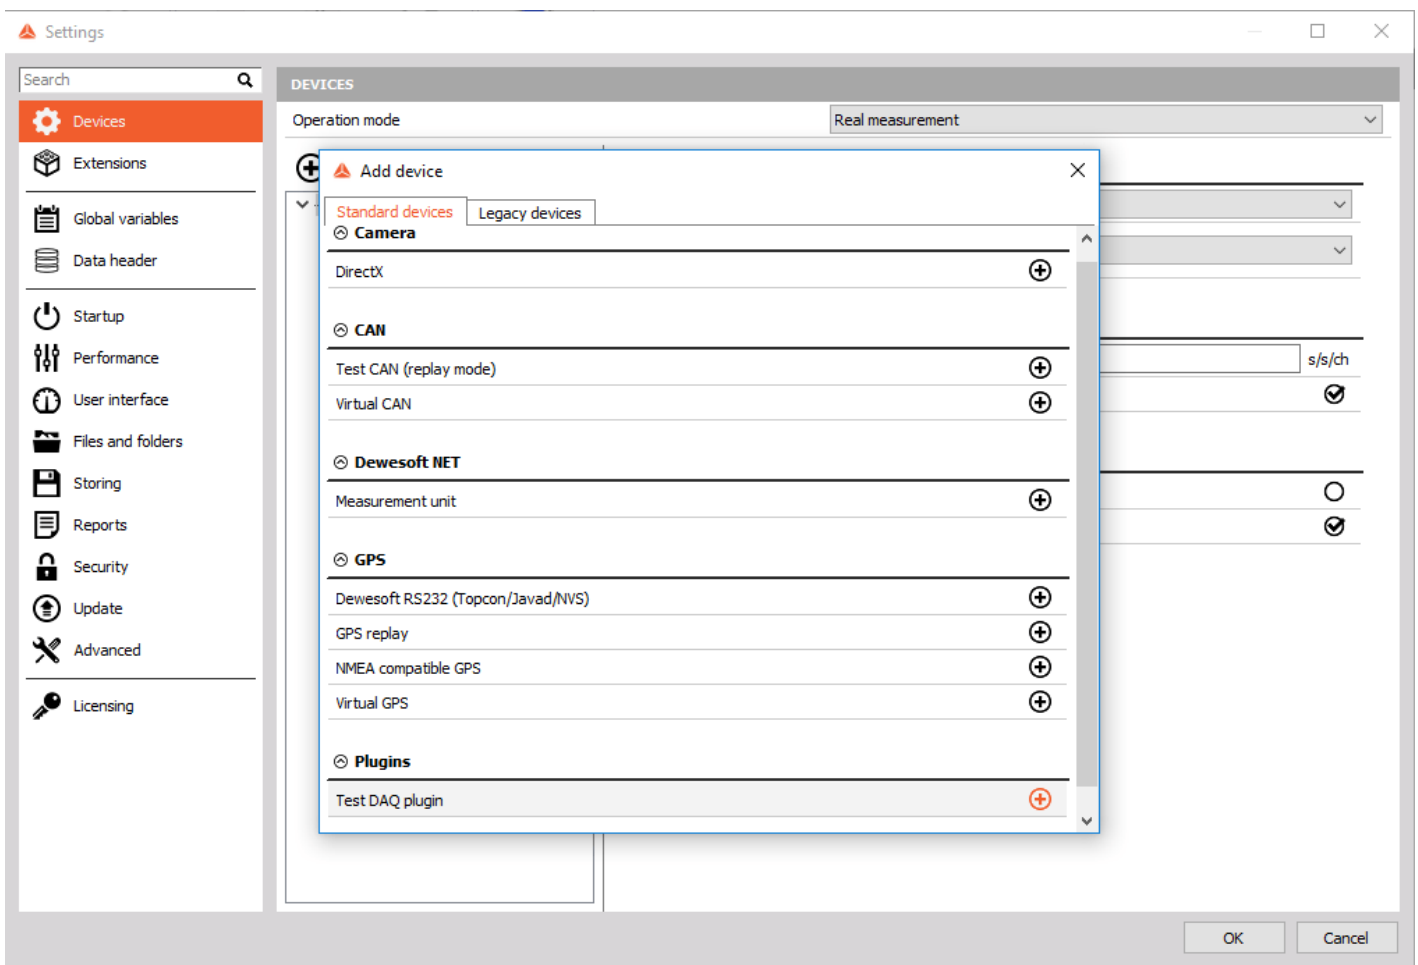 Settings
Search
DEVICES
Devices
Operation mode
Real measurement
Extensions
Add device
Global variables
Standard devices
Legacy devices
Camera
Data header
DirectX
Startup
CAN
Performance
Test CAN (replay mode)
s/s/ch
User interface
Virtual CAN
Files and folders
Dewesoft NET
Storing
Measurement unit
Reports
Security
GPS
Update
Dewesoft RS232 (Topcon/Javad/NVS)
GPS replay
Advanced
NMEA compatible GPS
Licensing
Virtual GPS
Plugins
Test DAQ plugin
OK
Cancel